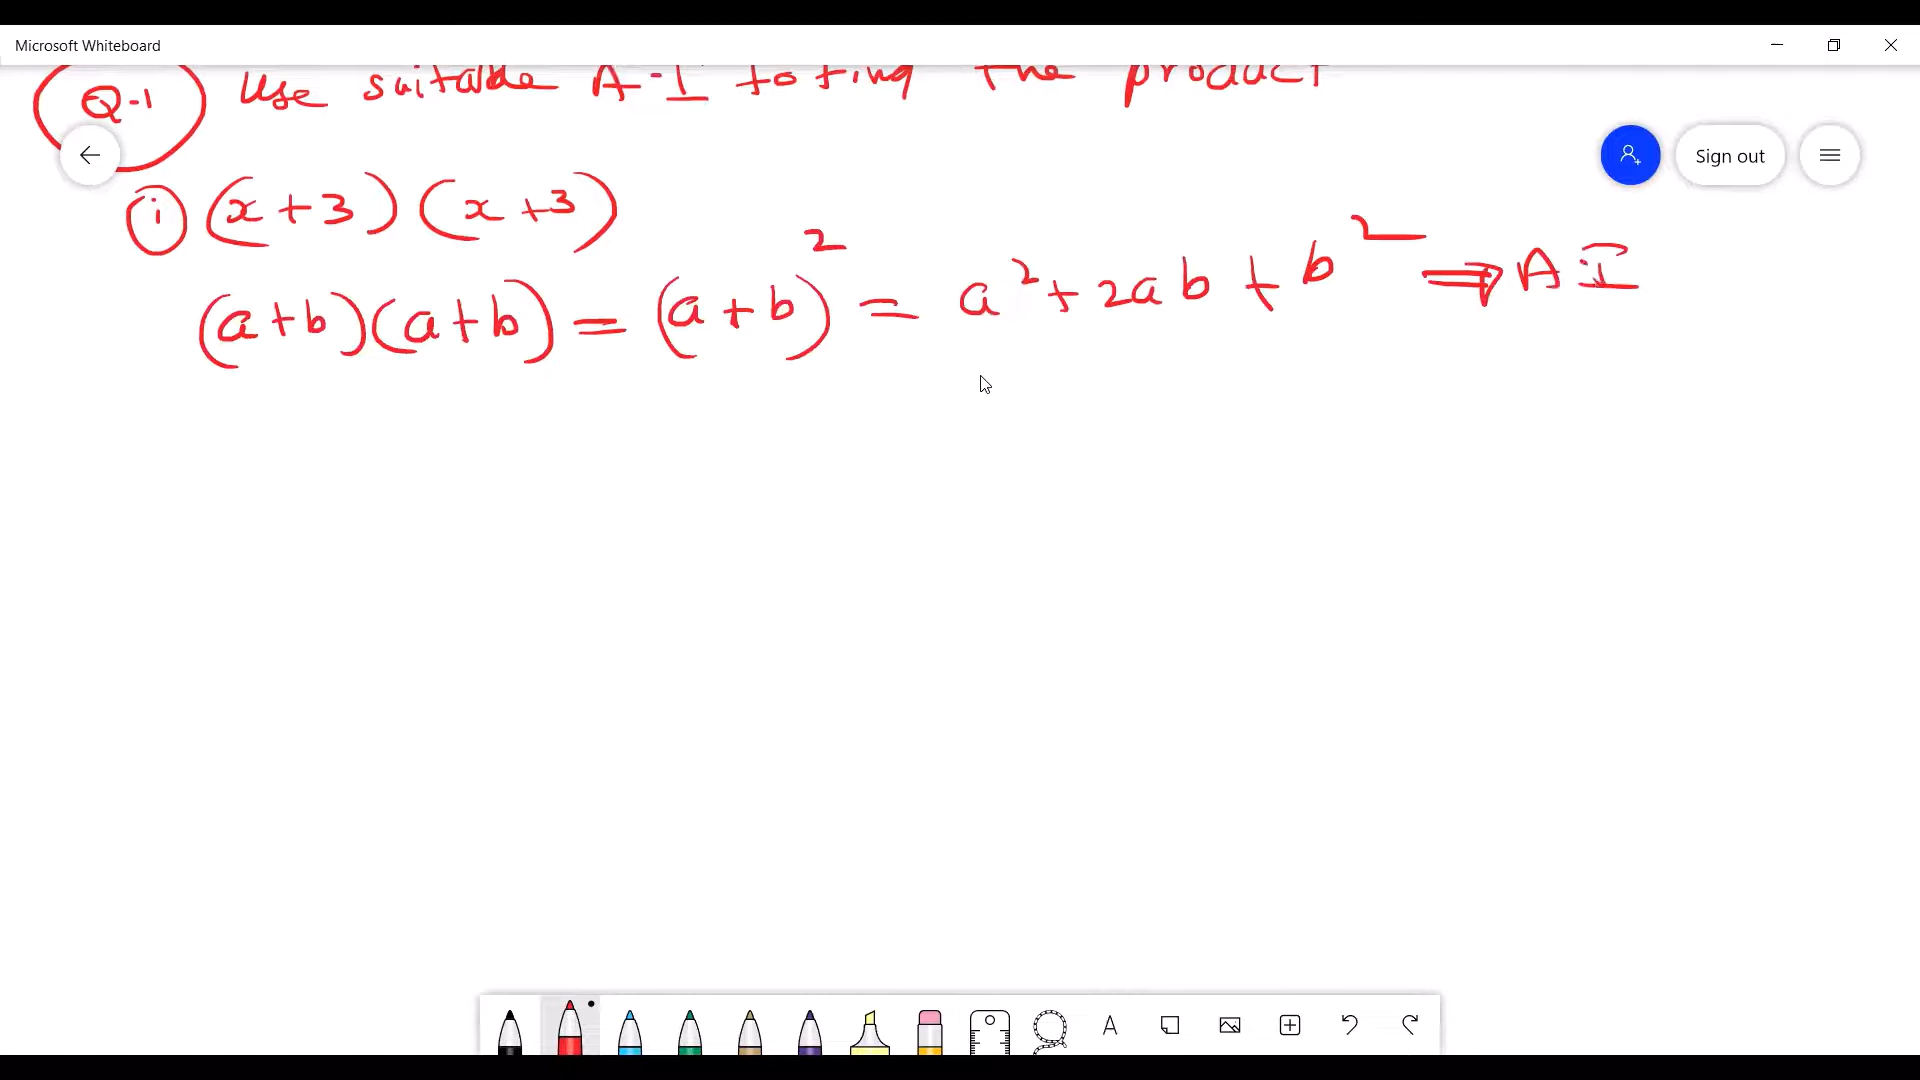 Microsoft Whiteboard
Q-1 Use suitable A-I to find the product
Sign out
i (x+3) (x+3)
(a+b)(a+b) = (a+b)² = a²+2ab+b² ⇒ A I
A